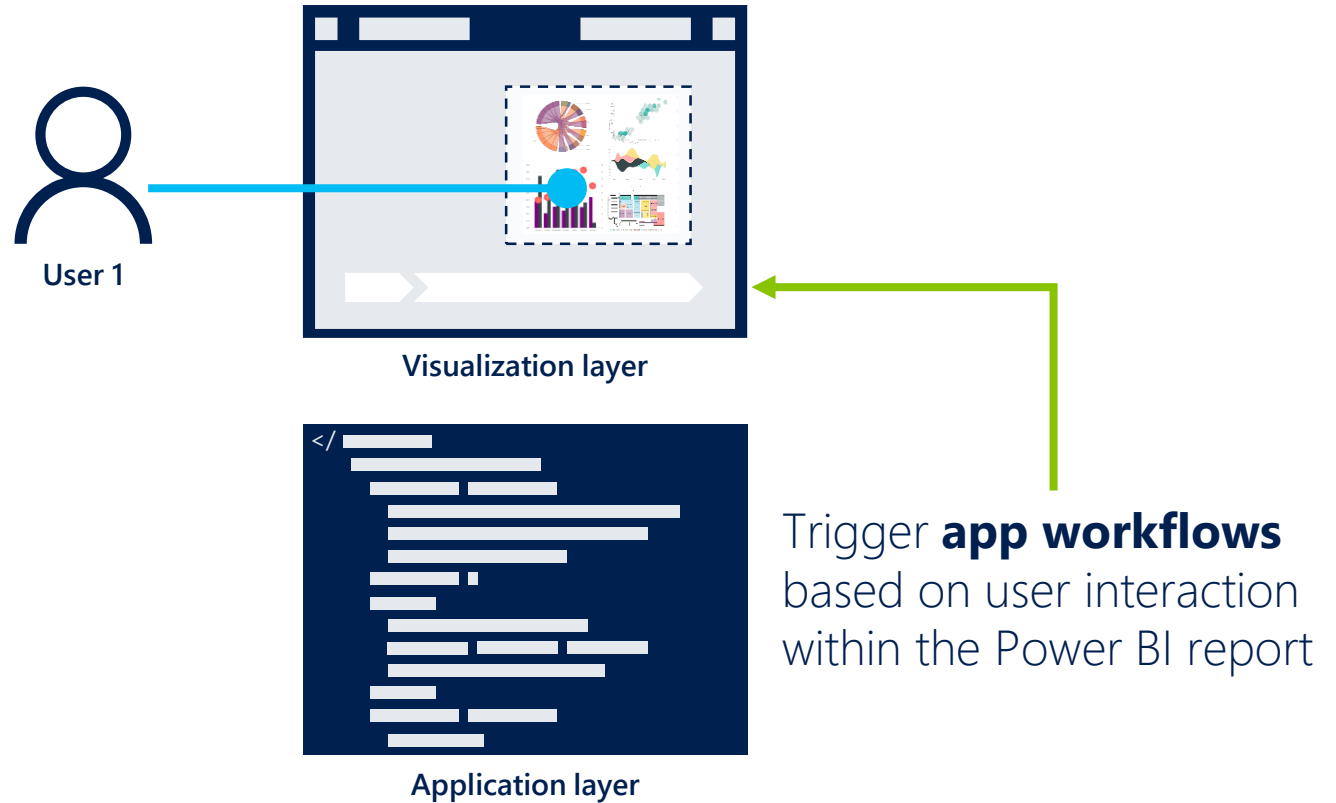 User 1
Visualization layer
</
Trigger app workflows
based on user interaction
within the Power BI report
Application layer